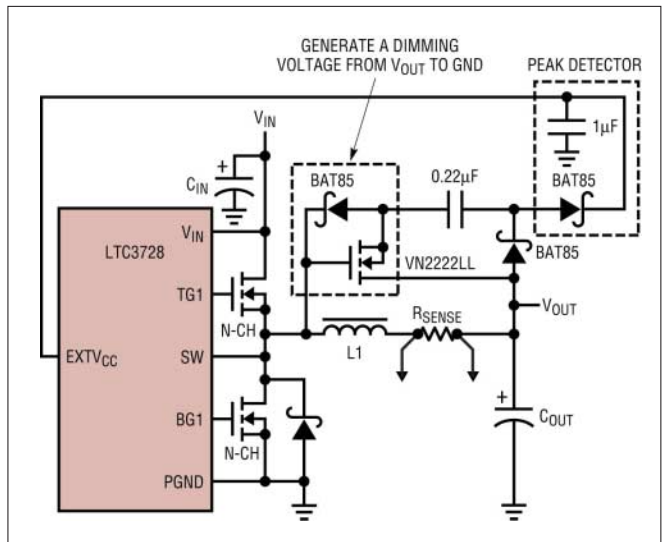 GENERATE A DIMMING
VOLTAGE FROM VOUT TO GND
PEAK DETECTOR
VIN
1µF
+
CIN
BAT85
0.22µF
BAT85
VIN
LTC3728
VN2222LL
BAT85
TG1
N-CH
VOUT
RSENSE
L1
EXTVCC
SW
+
COUT
BG1
N-CH
PGND